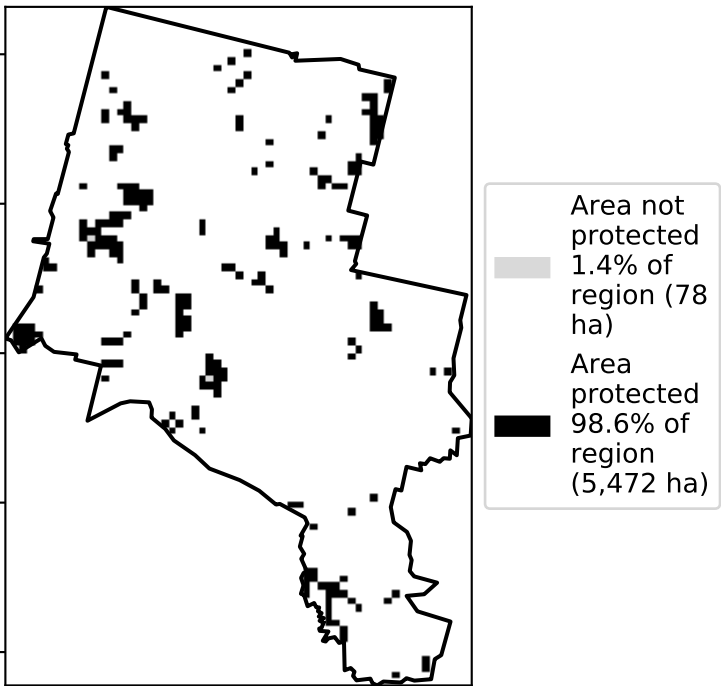 Area not
protected
1.4% of
region (78
ha)
Area
protected
98.6% of
region
(5,472 ha)